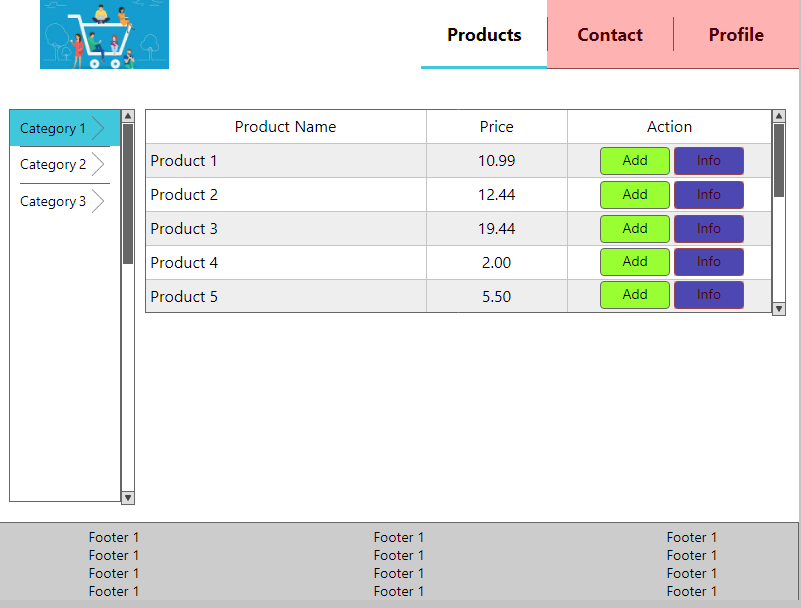 Products Contact Profile
Category 1
Category 2
Category 3
Product Name Price Action
Product 1 10.99 Add Info
Product 2 12.44 Add Info
Product 3 19.44 Add Info
Product 4 2.00 Add Info
Product 5 5.50 Add Info
Footer 1 Footer 1 Footer 1
Footer 1 Footer 1 Footer 1
Footer 1 Footer 1 Footer 1
Footer 1 Footer 1 Footer 1